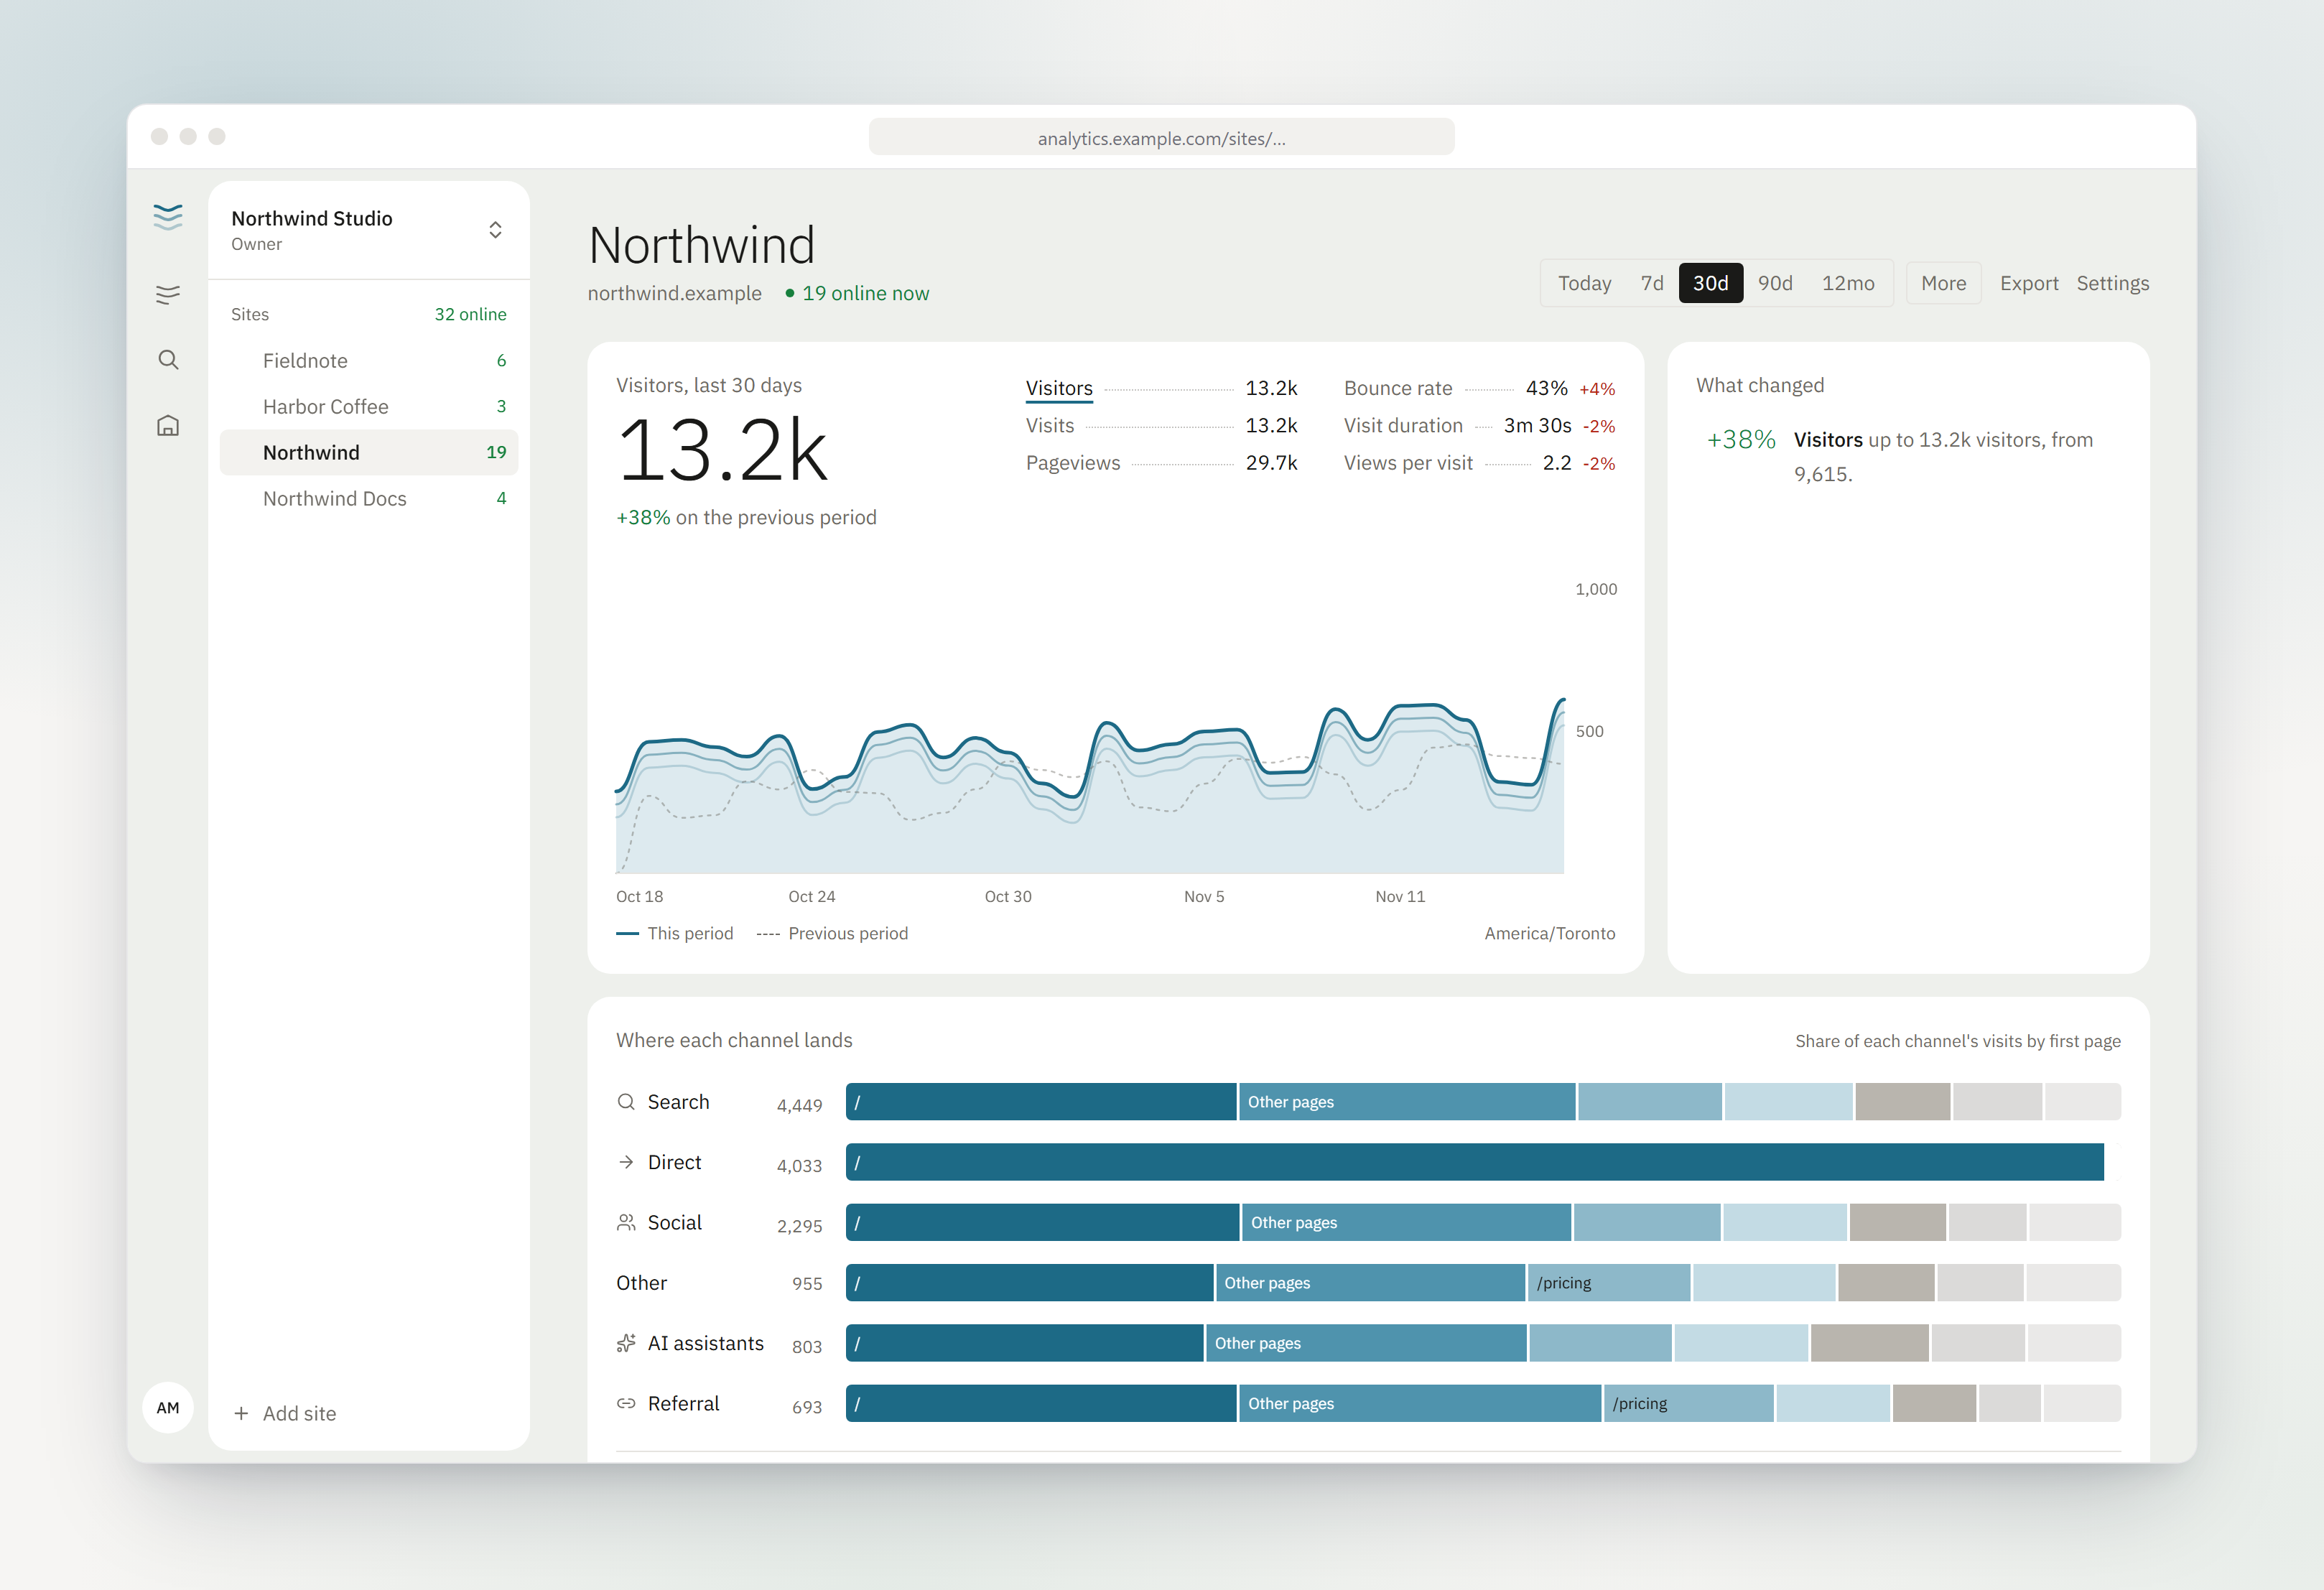 analytics.example.com/sites/...
Northwind Studio
Owner
Sites 32 online
Fieldnote 6
Harbor Coffee 3
Northwind 19
Northwind Docs 4
+ Add site
AM
Northwind
northwind.example 19 online now
Today 7d 30d 90d 12mo More Export Settings
Visitors, last 30 days
13.2k
+38% on the previous period
Visitors 13.2k
Visits 13.2k
Pageviews 29.7k
Bounce rate 43% +4%
Visit duration 3m 30s -2%
Views per visit 2.2 -2%
1,000
500
Oct 18 Oct 24 Oct 30 Nov 5 Nov 11
This period Previous period America/Toronto
What changed
+38% Visitors up to 13.2k visitors, from
9,615.
Where each channel lands Share of each channel's visits by first page
Search 4,449 / Other pages
Direct 4,033 /
Social 2,295 / Other pages
Other 955 / Other pages /pricing
AI assistants 803 / Other pages
Referral 693 / Other pages /pricing